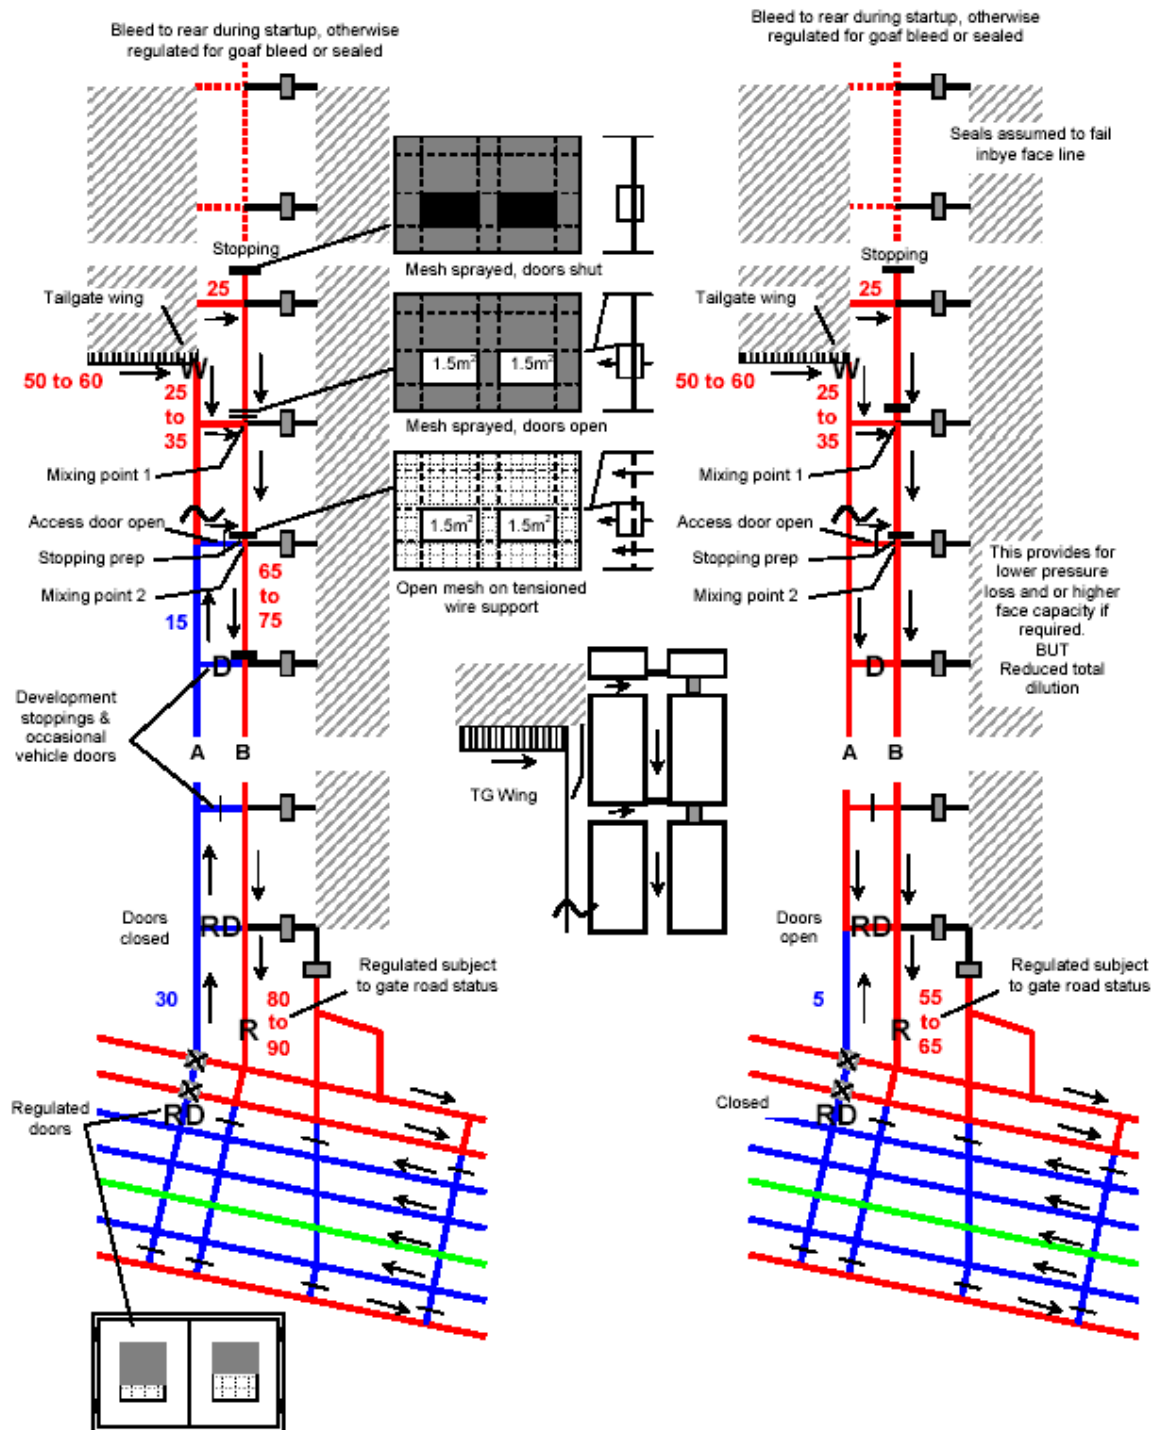 Bleed to rear during startup, otherwise
regulated for goaf bleed or sealed
Stopping
25
Tailgate wing
W
50 to 60
25
to
35
Mixing point 1
Access door open
Stopping prep
Mixing point 2
65
to
75
15
D
Development
stoppings &
occasional
vehicle doors
A
B
Doors
closed
RD
30
80
to
90
R
Regulated subject
to gate road status
Regulated
doors
RD
Mesh sprayed, doors shut
1.5m²
1.5m²
Mesh sprayed, doors open
1.5m²
1.5m²
Open mesh on tensioned
wire support
TG Wing
Bleed to rear during startup, otherwise
regulated for goaf bleed or sealed
Seals assumed to fail
inbye face line
Stopping
25
Tailgate wing
W
50 to 60
25
to
35
Mixing point 1
Access door open
Stopping prep
Mixing point 2
This provides for
lower pressure
loss and or higher
face capacity if
required.
BUT
Reduced total
dilution
D
A
B
Doors
open
RD
5
55
to
65
R
Regulated subject
to gate road status
Closed
RD